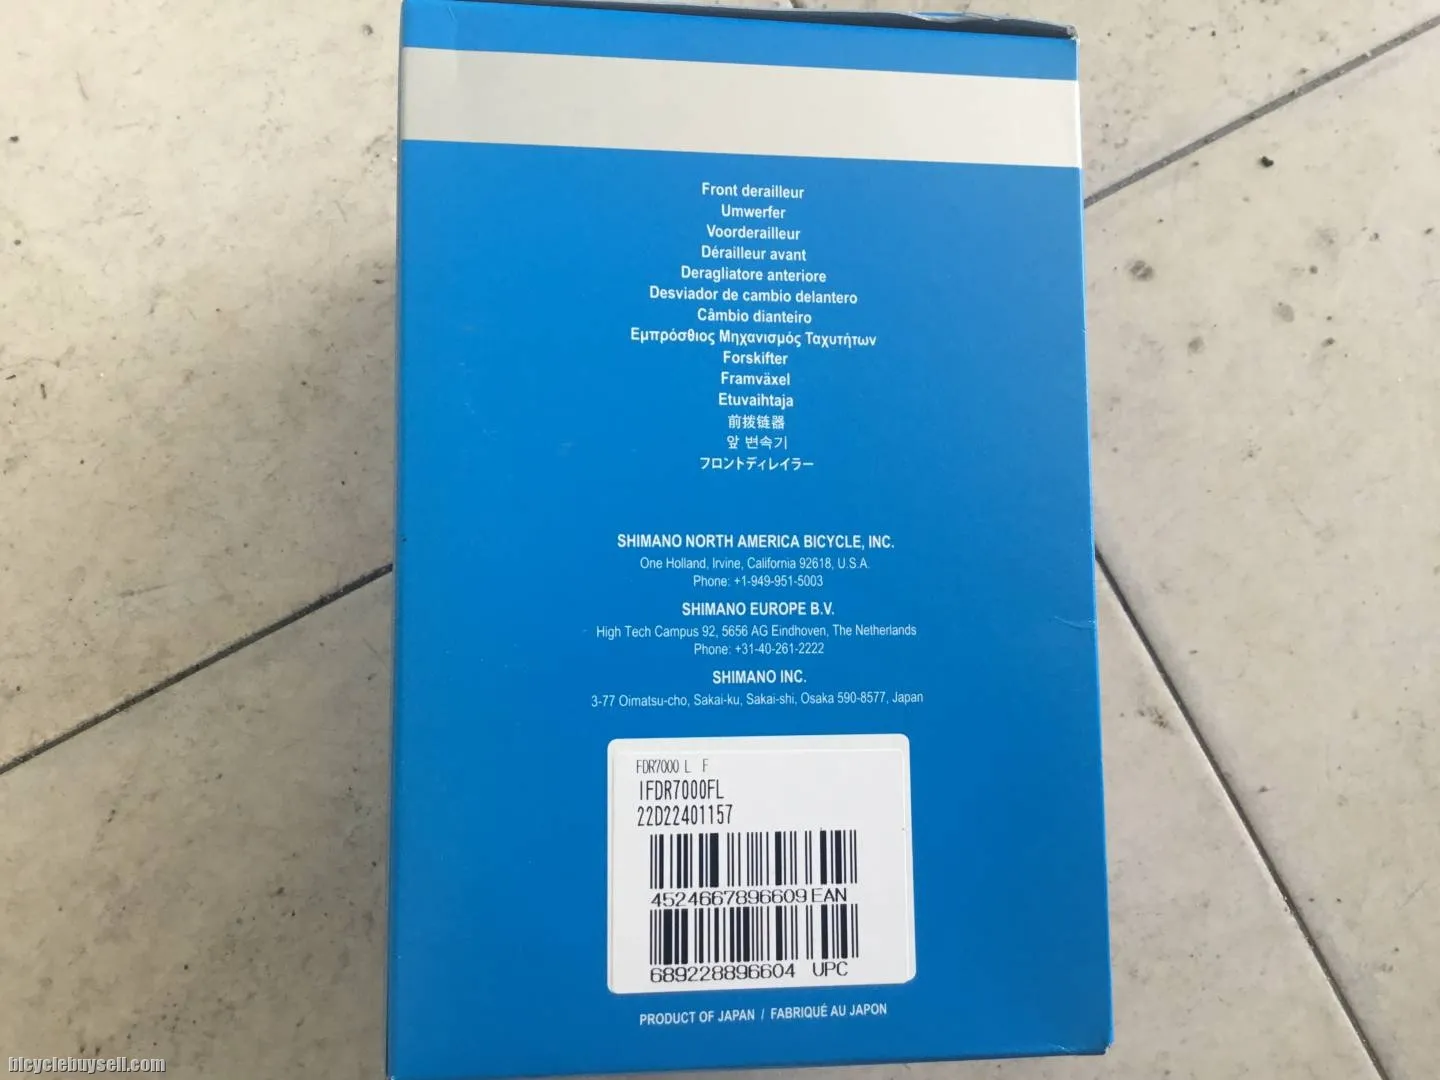 Front derailleur
Umwerfer
Voorderailleur
Dérailleur avant
Deragliatore anteriore
Desviador de cambio delantero
Câmbio dianteiro
Εμπρόσθιος Μηχανισμός Ταχυτήτων
Forskifter
Framväxel
Etuvaihtaja
前拨链器
앞 변속기
フロントディレイラー
SHIMANO NORTH AMERICA BICYCLE, INC.
One Holland, Irvine, California 92618, U.S.A.
Phone: +1-949-951-5003
SHIMANO EUROPE B.V.
High Tech Campus 92, 5656 AG Eindhoven, The Netherlands
Phone: +31-40-261-2222
SHIMANO INC.
3-77 Oimatsu-cho, Sakai-ku, Sakai-shi, Osaka 590-8577, Japan
FDR7000 L F
IFDR7000FL
22D22401157
4524667896609 EAN
689228896604 UPC
PRODUCT OF JAPAN / FABRIQUÉ AU JAPON
bicyclebuysell.com